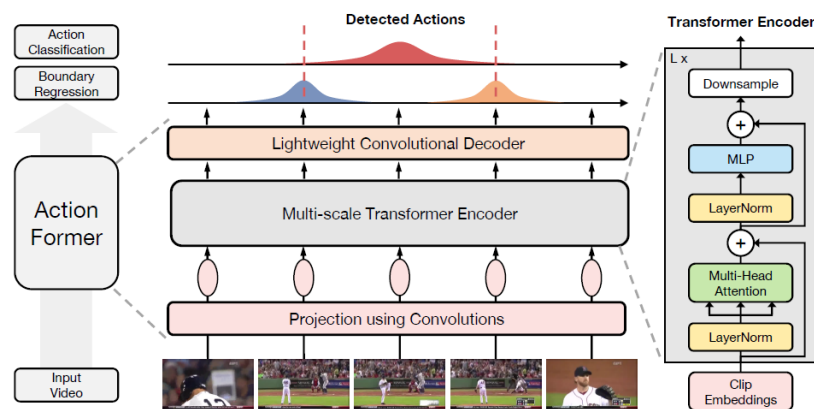 Action
Classification
Boundary
Regression
Action
Former
Input
Video
Detected Actions
Lightweight Convolutional Decoder
Multi-scale Transformer Encoder
Projection using Convolutions
Transformer Encoder
L x
Downsample
+
MLP
LayerNorm
+
Multi-Head
Attention
LayerNorm
Clip
Embeddings